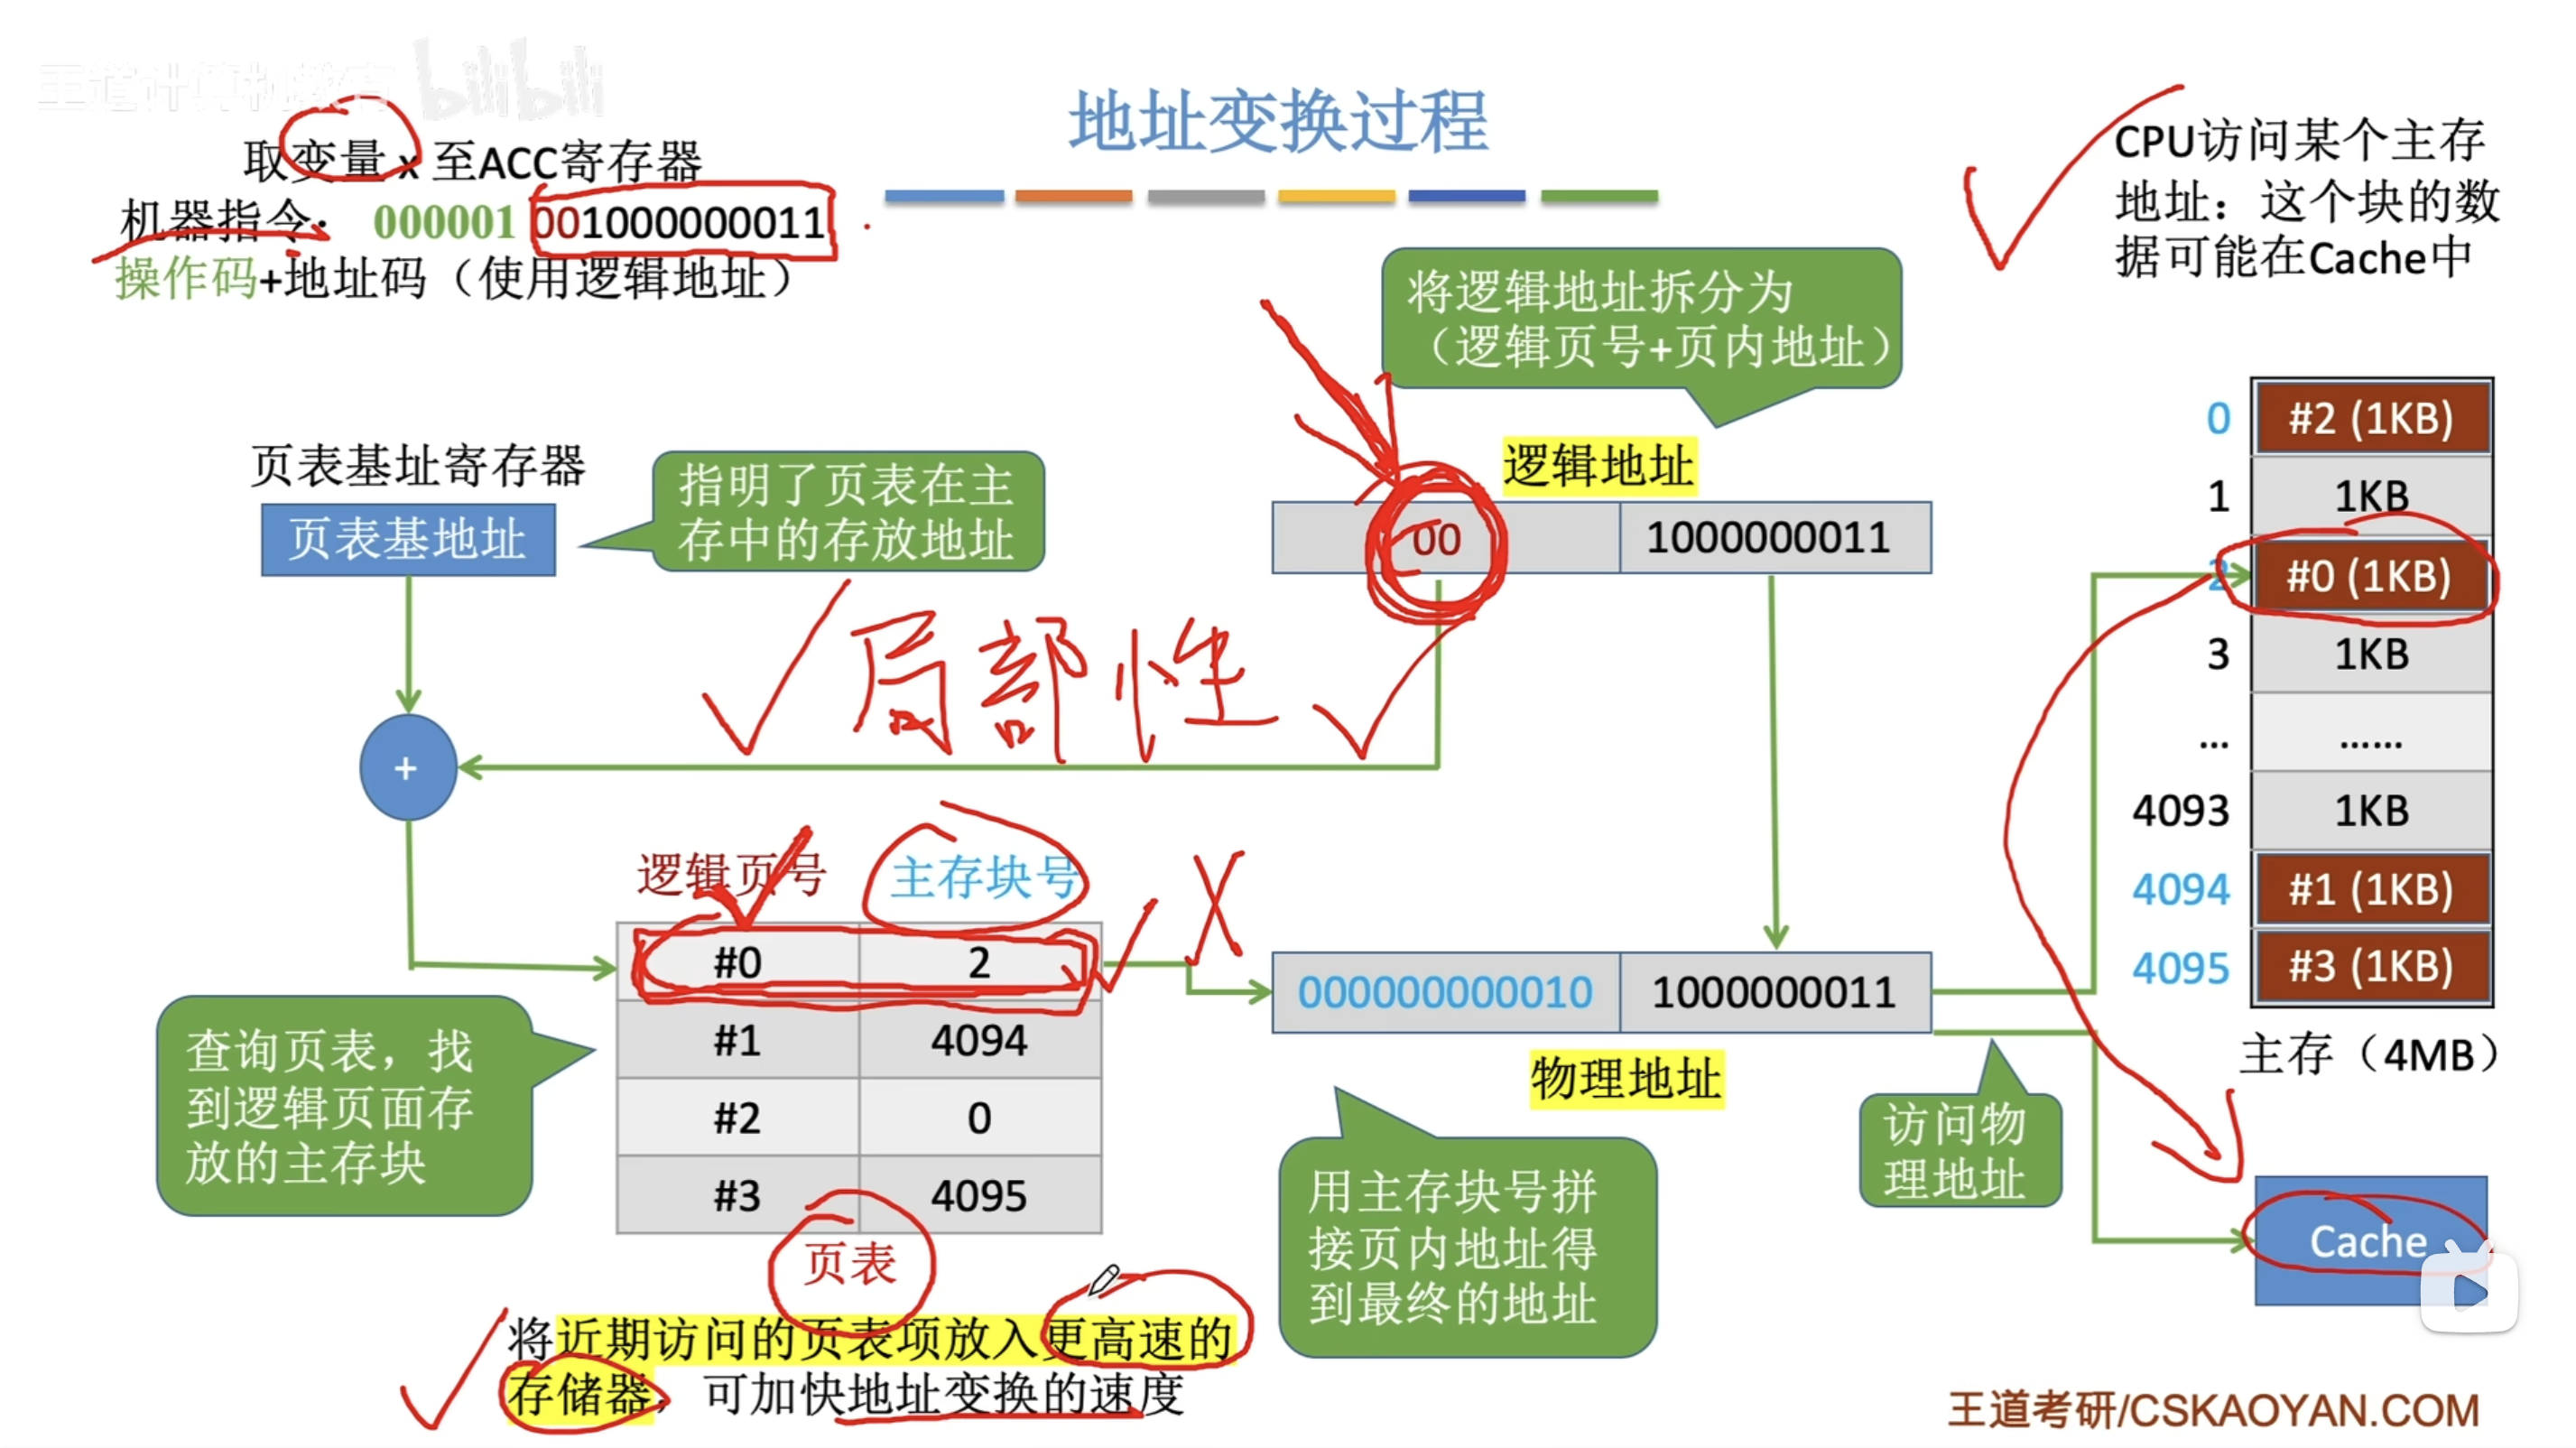 王道计算机教育 bilibili
地址变换过程
取变量 x 至ACC寄存器
机器指令： 000001 001000000011
操作码+地址码（使用逻辑地址）
CPU访问某个主存
地址：这个块的数
据可能在Cache中
将逻辑地址拆分为
（逻辑页号+页内地址）
页表基址寄存器
页表基地址
指明了页表在主
存中的存放地址
逻辑地址
00 1000000011
局部性
+
逻辑页号 主存块号
#0 2
#1 4094
#2 0
#3 4095
页表
X
查询页表，找
到逻辑页面存
放的主存块
000000000010 1000000011
物理地址
用主存块号拼
接页内地址得
到最终的地址
访问物
理地址
0 #2 (1KB)
1 1KB
2 #0 (1KB)
3 1KB
... ......
4093 1KB
4094 #1 (1KB)
4095 #3 (1KB)
主存（4MB）
Cache
将近期访问的页表项放入更高速的
存储器，可加快地址变换的速度
王道考研/CSKAOYAN.COM